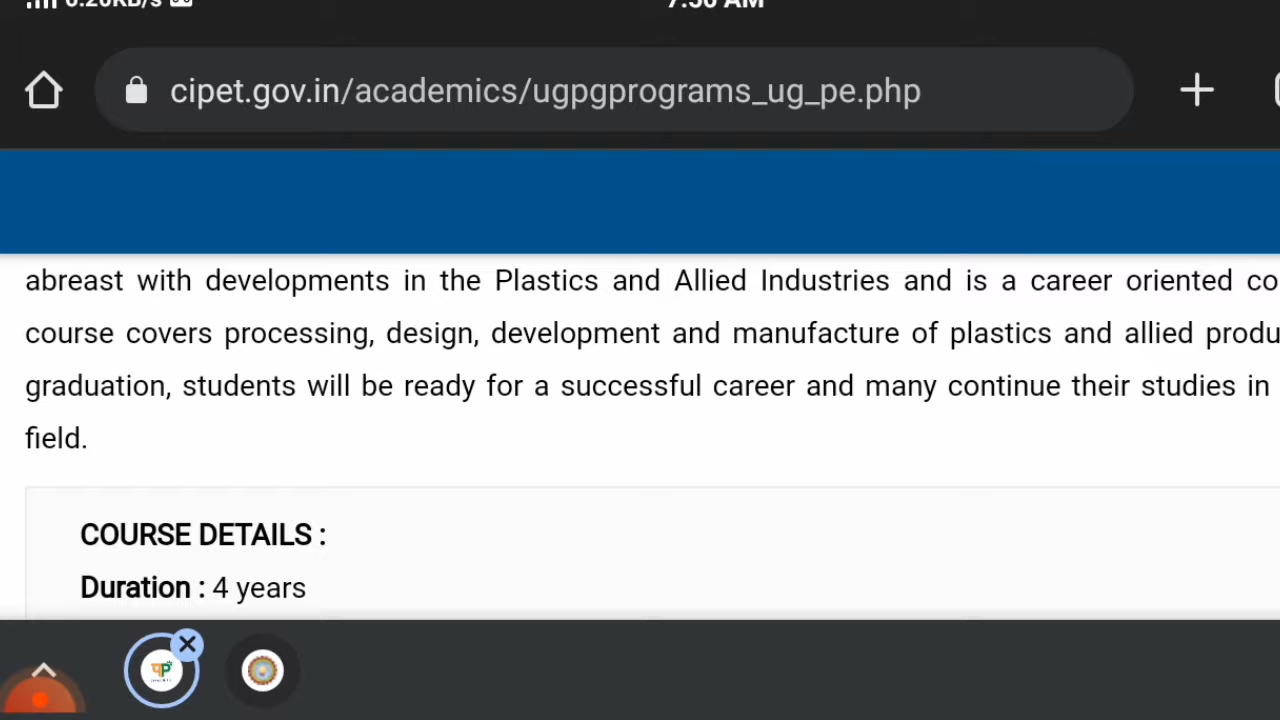 cipet.gov.in/academics/ugpgprograms_ug_pe.php
abreast with developments in the Plastics and Allied Industries and is a career oriented co
course covers processing, design, development and manufacture of plastics and allied produ
graduation, students will be ready for a successful career and many continue their studies in
field.
COURSE DETAILS :
Duration : 4 years